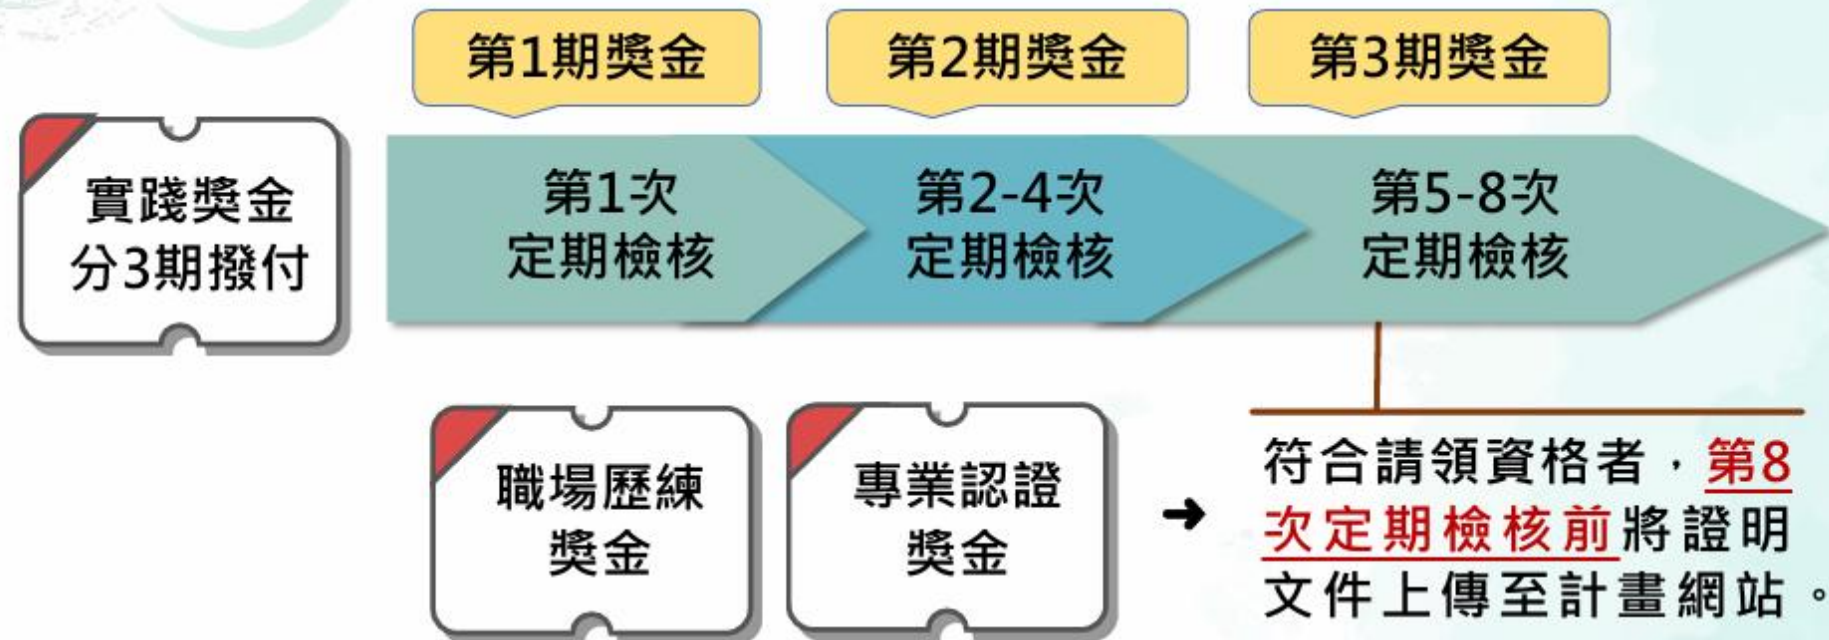 第1期獎金
第2期獎金
第3期獎金
實踐獎金
分3期撥付
第1次
定期檢核
第2-4次
定期檢核
第5-8次
定期檢核
職場歷練
獎金
專業認證
獎金
→
符合請領資格者，第8
次定期檢核前將證明
文件上傳至計畫網站。